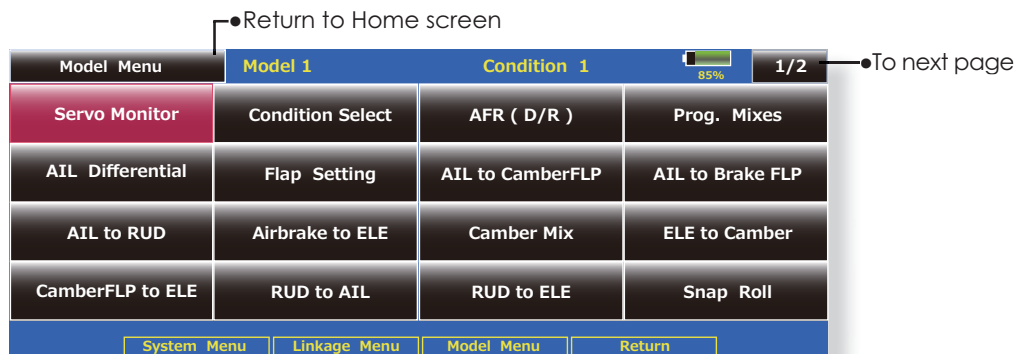 ●Return to Home screen
Model Menu Model 1 Condition 1 85% 1/2 ●To next page
Servo Monitor Condition Select AFR ( D/R ) Prog. Mixes
AIL Differential Flap Setting AIL to CamberFLP AIL to Brake FLP
AIL to RUD Airbrake to ELE Camber Mix ELE to Camber
CamberFLP to ELE RUD to AIL RUD to ELE Snap Roll
System Menu Linkage Menu Model Menu Return